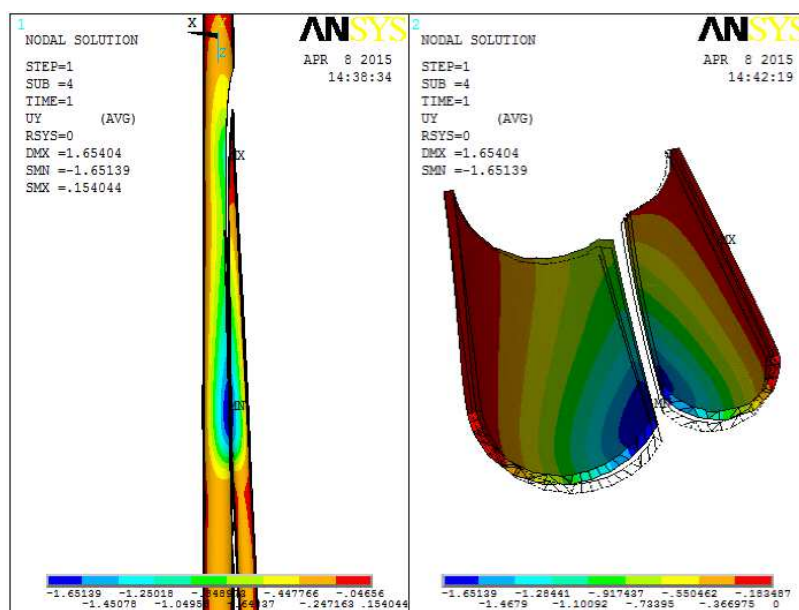 1
ANSYS
NODAL SOLUTION
APR 8 2015
14:38:34
STEP=1
SUB =4
TIME=1
UY (AVG)
RSYS=0
DMX =1.65404
SMN =-1.65139
SMX =.154044
X
Z
MX
MN
-1.65139 -1.25018 -.447766 -.04656
-1.45078 -1.0495 -.247163 .154044
2
ANSYS
NODAL SOLUTION
APR 8 2015
14:42:19
STEP=1
SUB =4
TIME=1
UY (AVG)
RSYS=0
DMX =1.65404
SMN =-1.65139
MX
-1.65139 -1.28441 -.917437 -.550462 -.183487
-1.4679 -1.10092 -.73395 -.366975 0